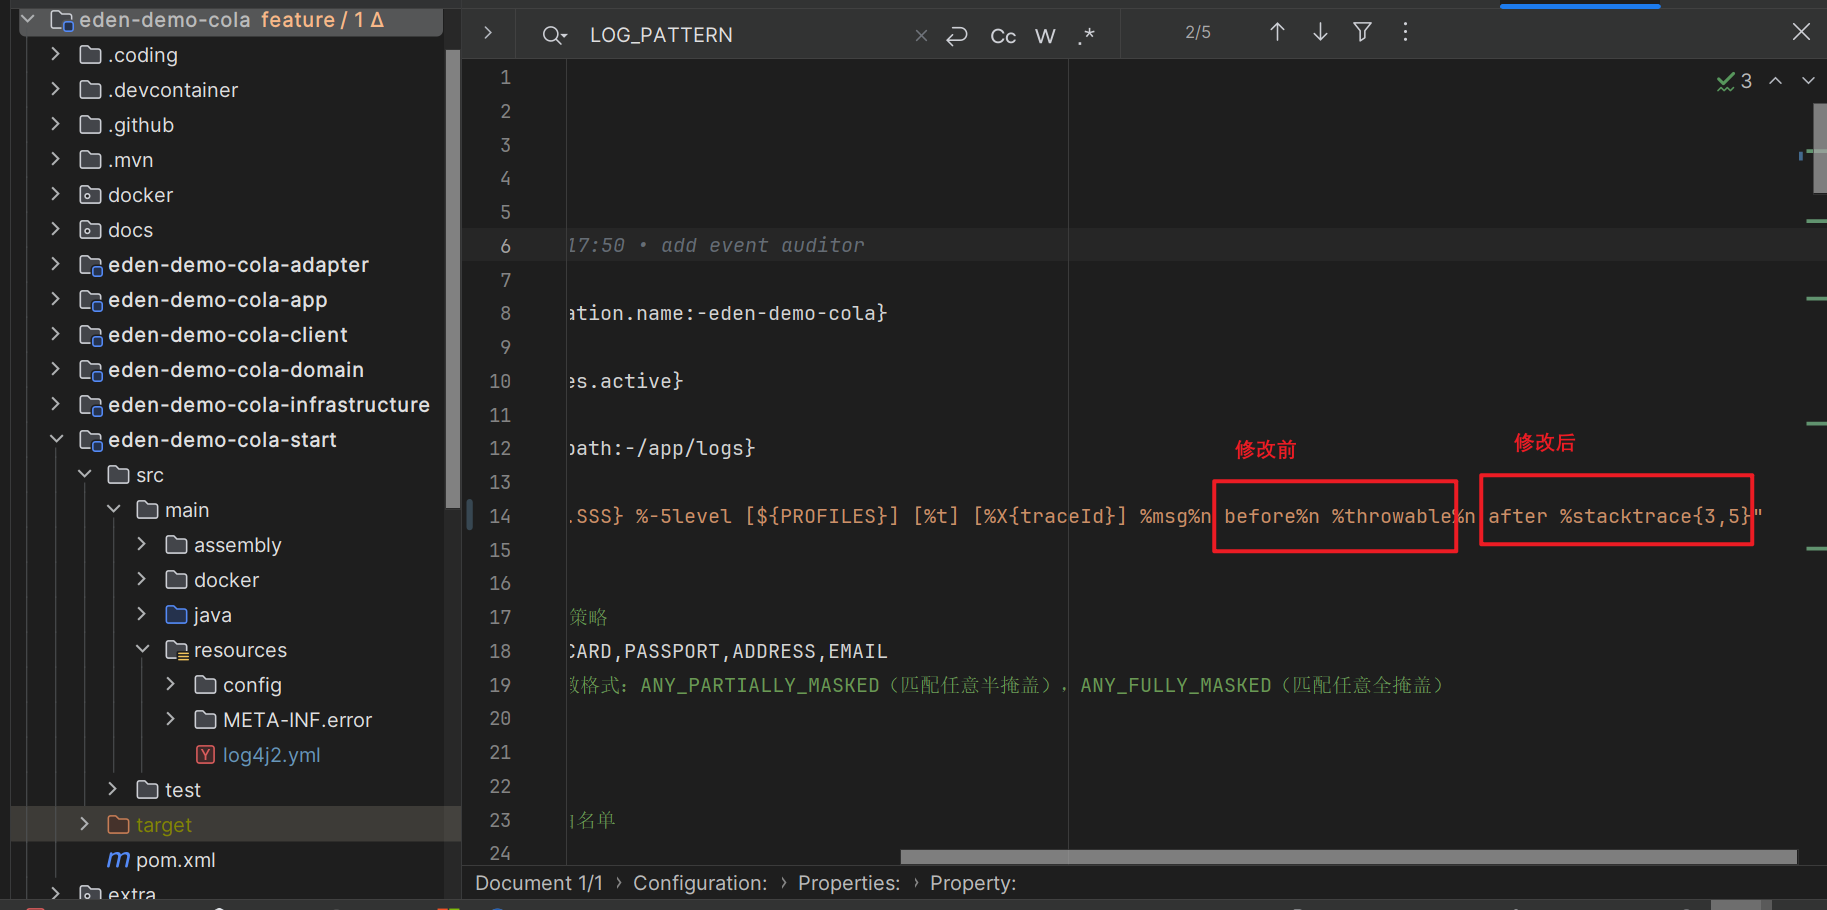 eden-demo-cola feature / 1 Δ
.coding
.devcontainer
.github
.mvn
docker
docs
eden-demo-cola-adapter
eden-demo-cola-app
eden-demo-cola-client
eden-demo-cola-domain
eden-demo-cola-infrastructure
eden-demo-cola-start
src
main
assembly
docker
java
resources
config
META-INF.error
log4j2.yml
test
target
pom.xml
extra
LOG_PATTERN
Cc W .*
2/5
3
1
2
3
4
5
6 17:50 • add event auditor
7
8 ation.name:-eden-demo-cola}
9
10 es.active}
11
12 path:-/app/logs}
修改前
修改后
13
14 .SSS} %-5level [${PROFILES}] [%t] [%X{traceId}] %msg%n before%n %throwable%n after %stacktrace{3,5}"
15
16
17 策略
18 CARD,PASSPORT,ADDRESS,EMAIL
19 格式：ANY_PARTIALLY_MASKED（匹配任意半掩盖），ANY_FULLY_MASKED（匹配任意全掩盖）
20
21
22
23 名单
24
Document 1/1 › Configuration: › Properties: › Property: